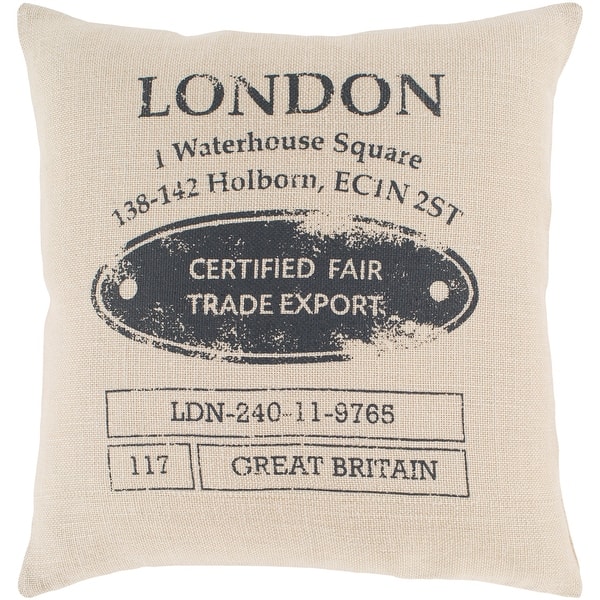 LONDON
1 Waterhouse Square
138-142 Holborn, EC1N 2ST
CERTIFIED FAIR
TRADE EXPORT.
LDN-240-11-9765
117 GREAT BRITAIN